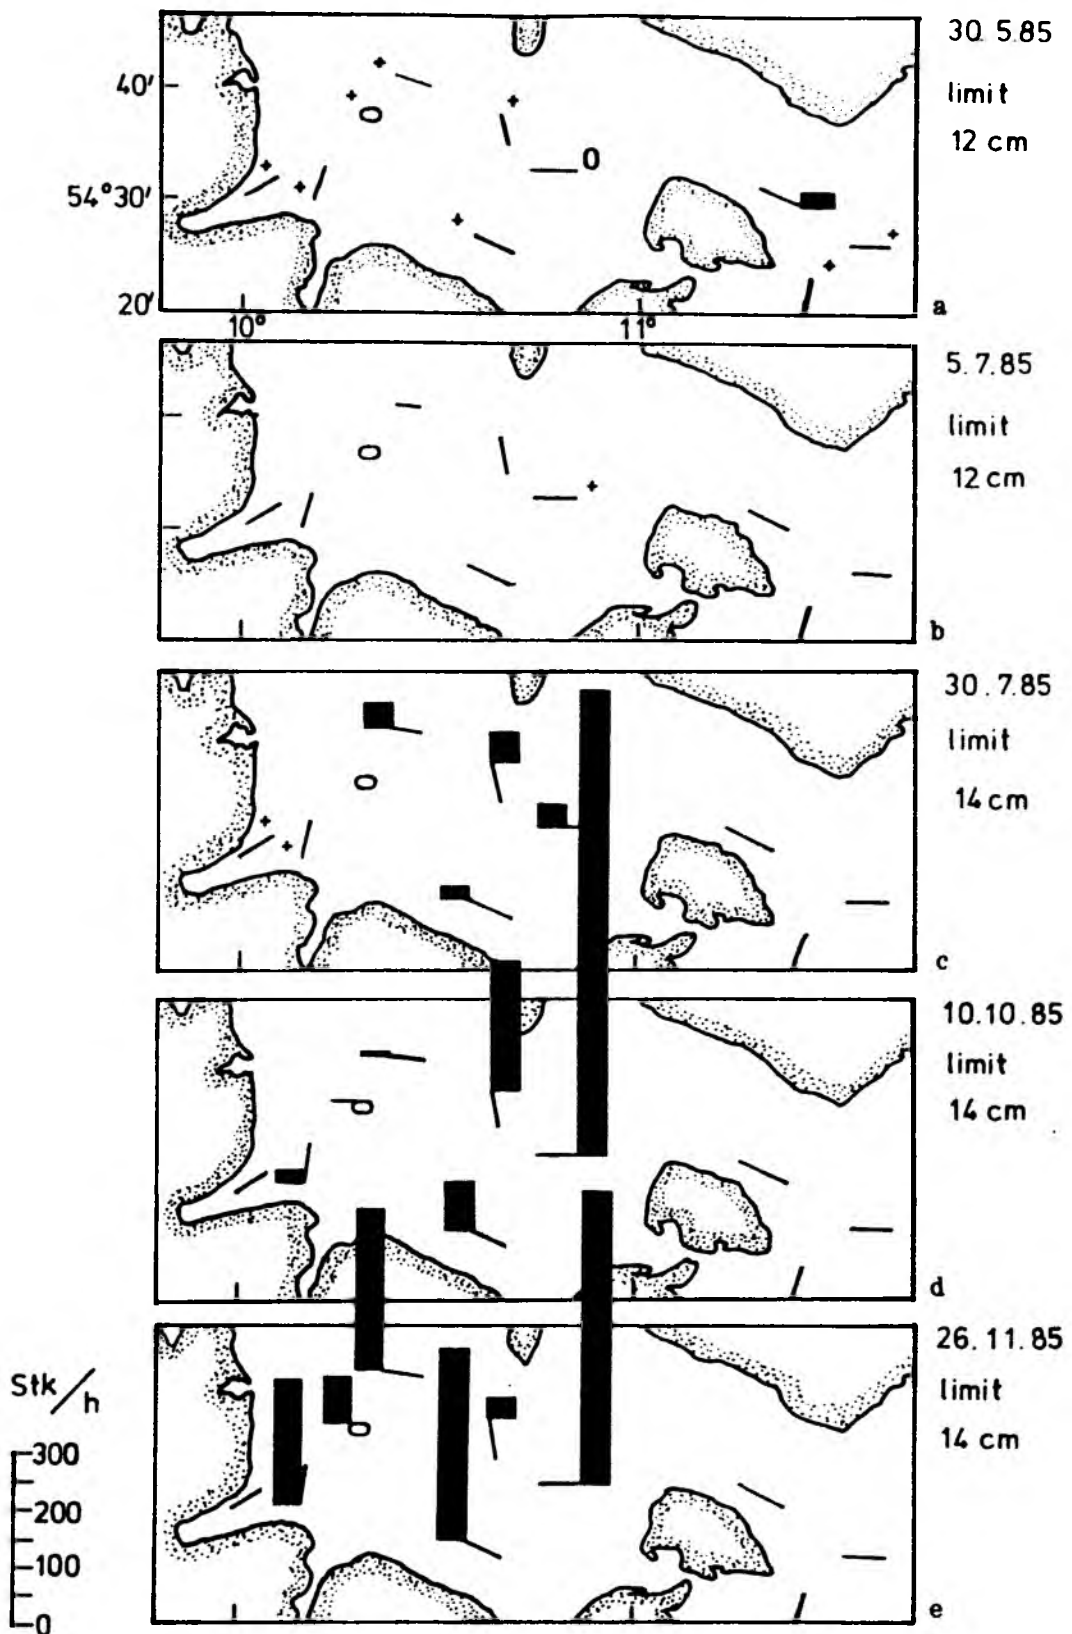 30 5.85
limit
12 cm
40'
54°30'
20'
10°
11°
a
5.7.85
limit
12 cm
b
30.7.85
limit
14 cm
c
10.10.85
limit
14 cm
d
26.11.85
limit
14 cm
e
Stk/h
300
200
100
0